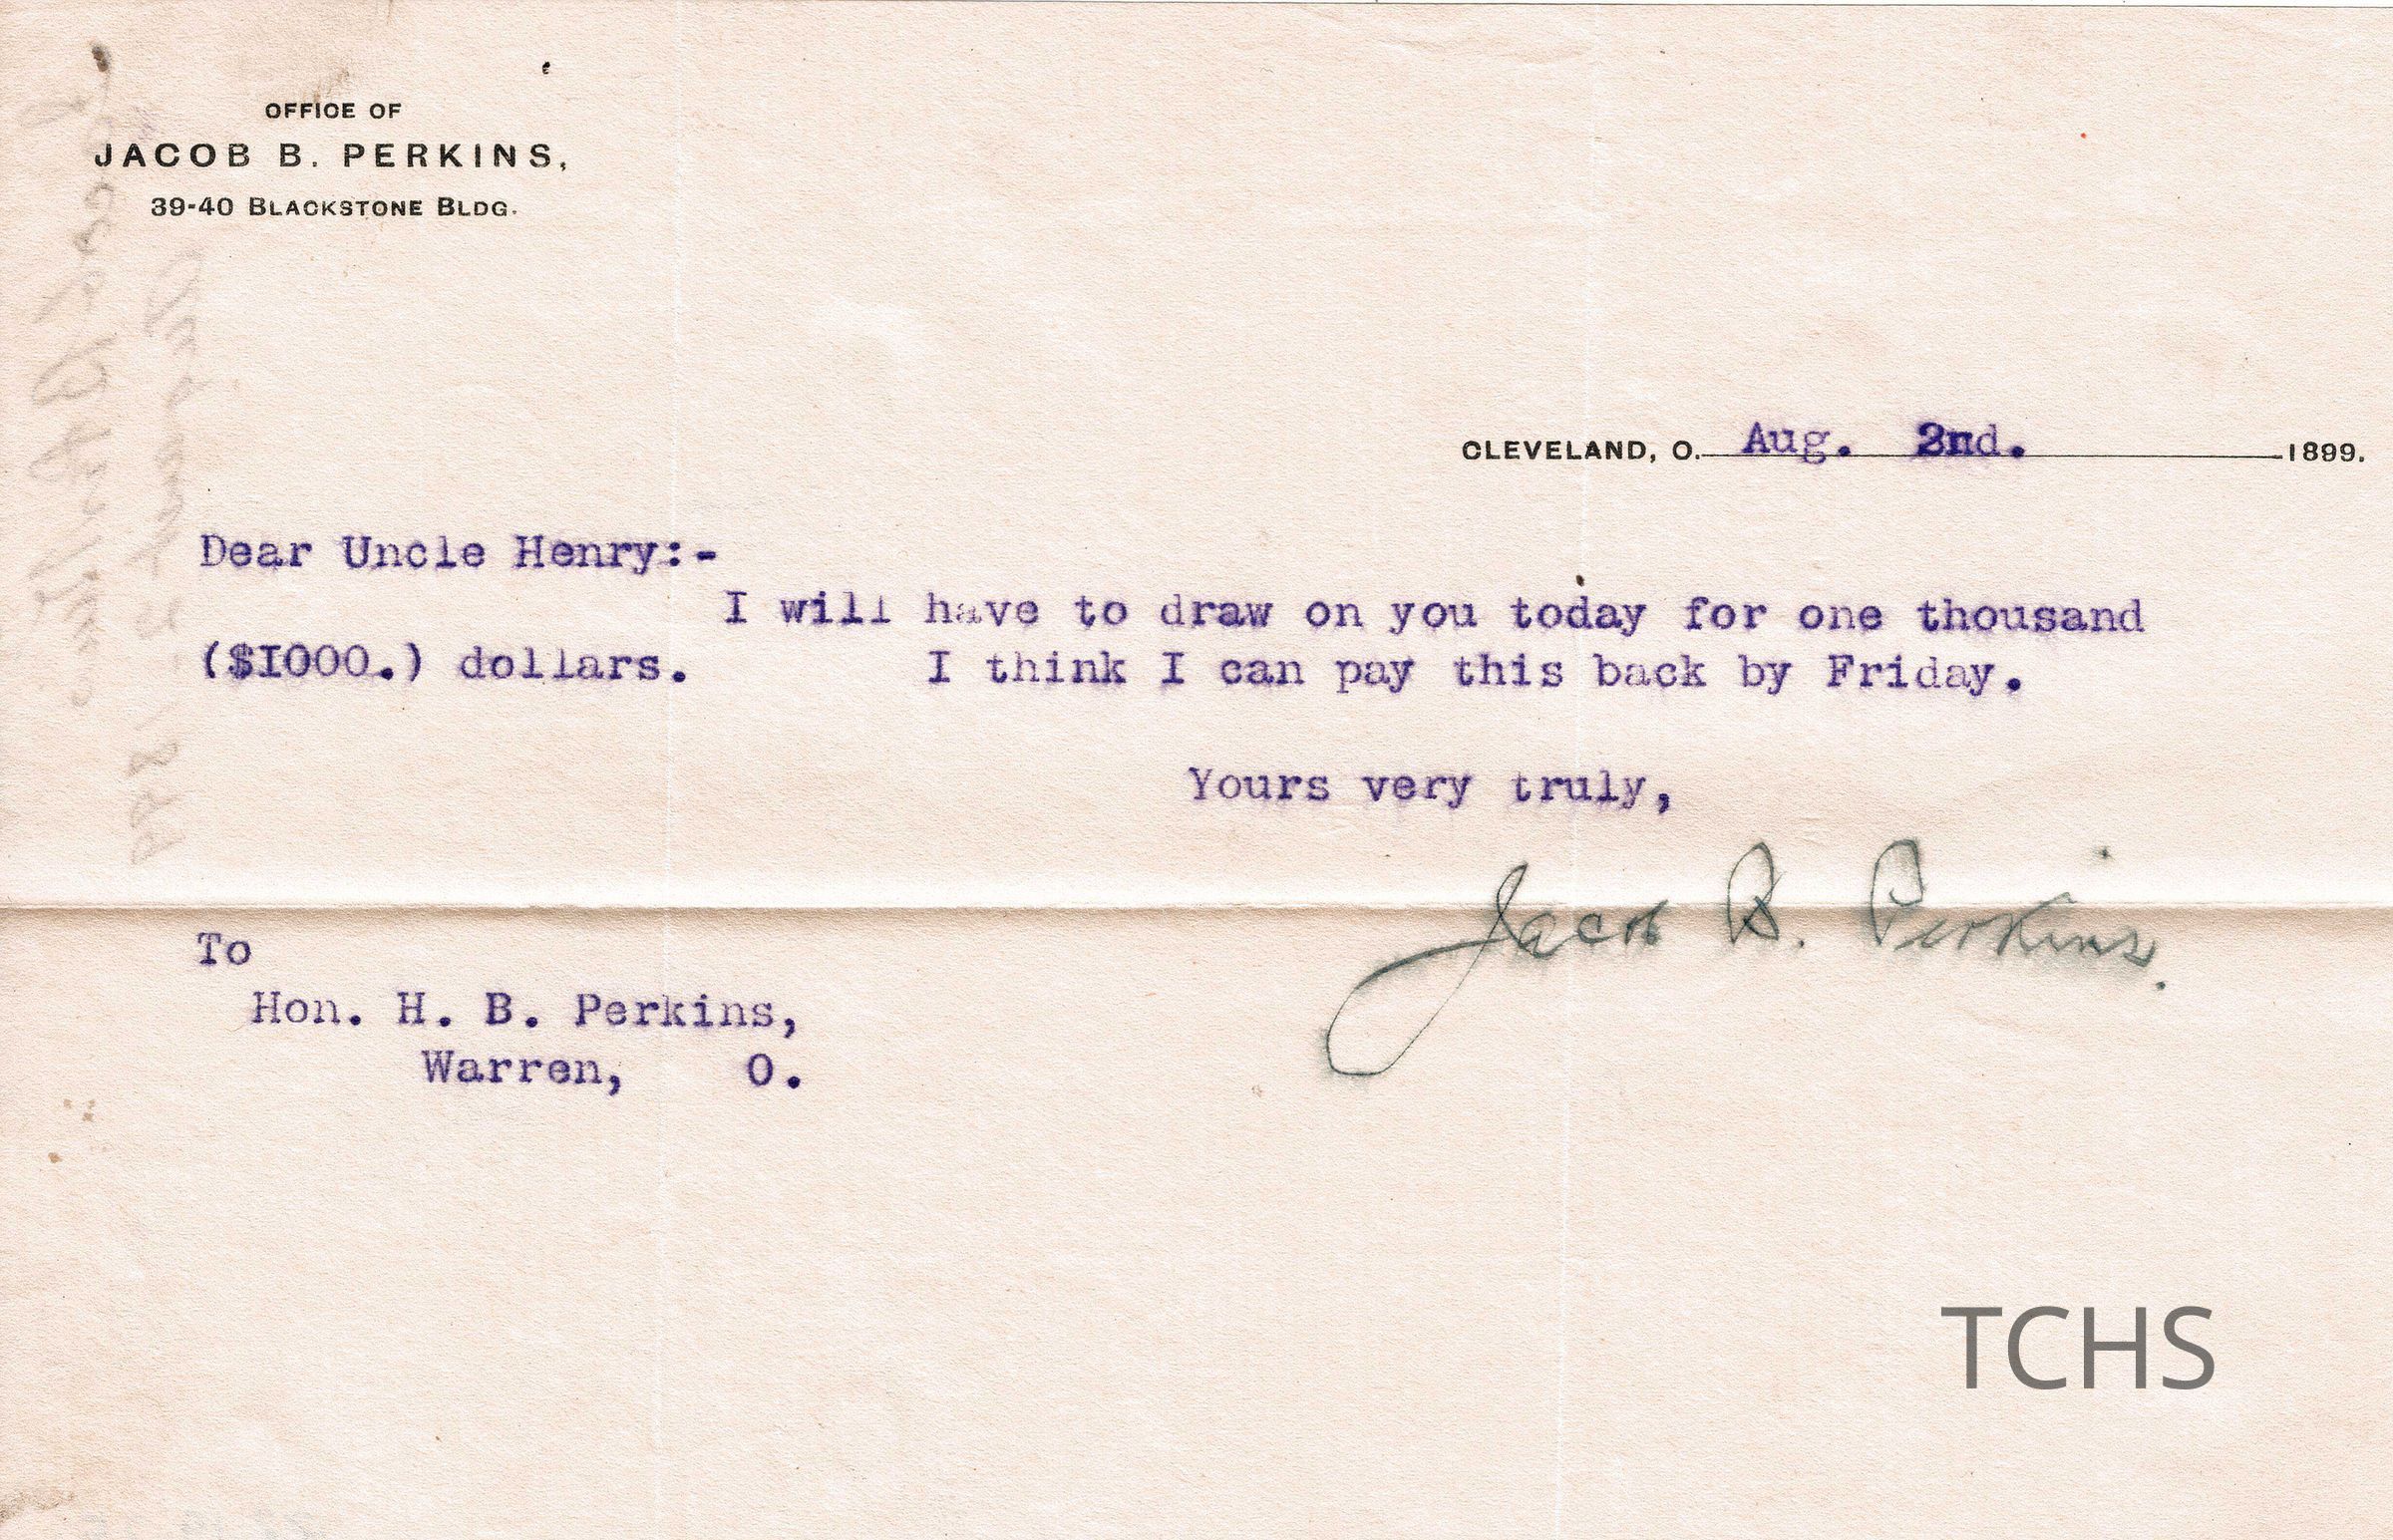 OFFICE OF
JACOB B. PERKINS,
39-40 BLACKSTONE BLDG.
CLEVELAND, O. Aug. 2nd. 1899.
Dear Uncle Henry:-
I will have to draw on you today for one thousand
($1000.) dollars. I think I can pay this back by Friday.
Yours very truly,
Jacob B. Perkins.
To
Hon. H. B. Perkins,
Warren, O.
TCHS